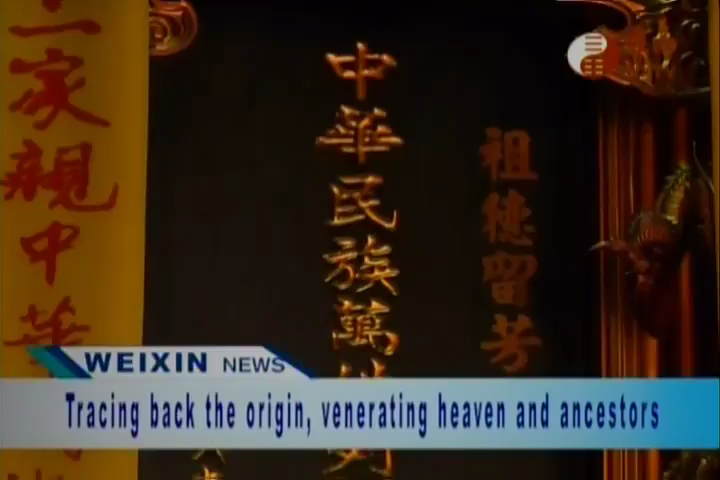 祖德留芳
中華民族萬
家親中華
WEIXIN NEWS
Tracing back the origin, venerating heaven and ancestors